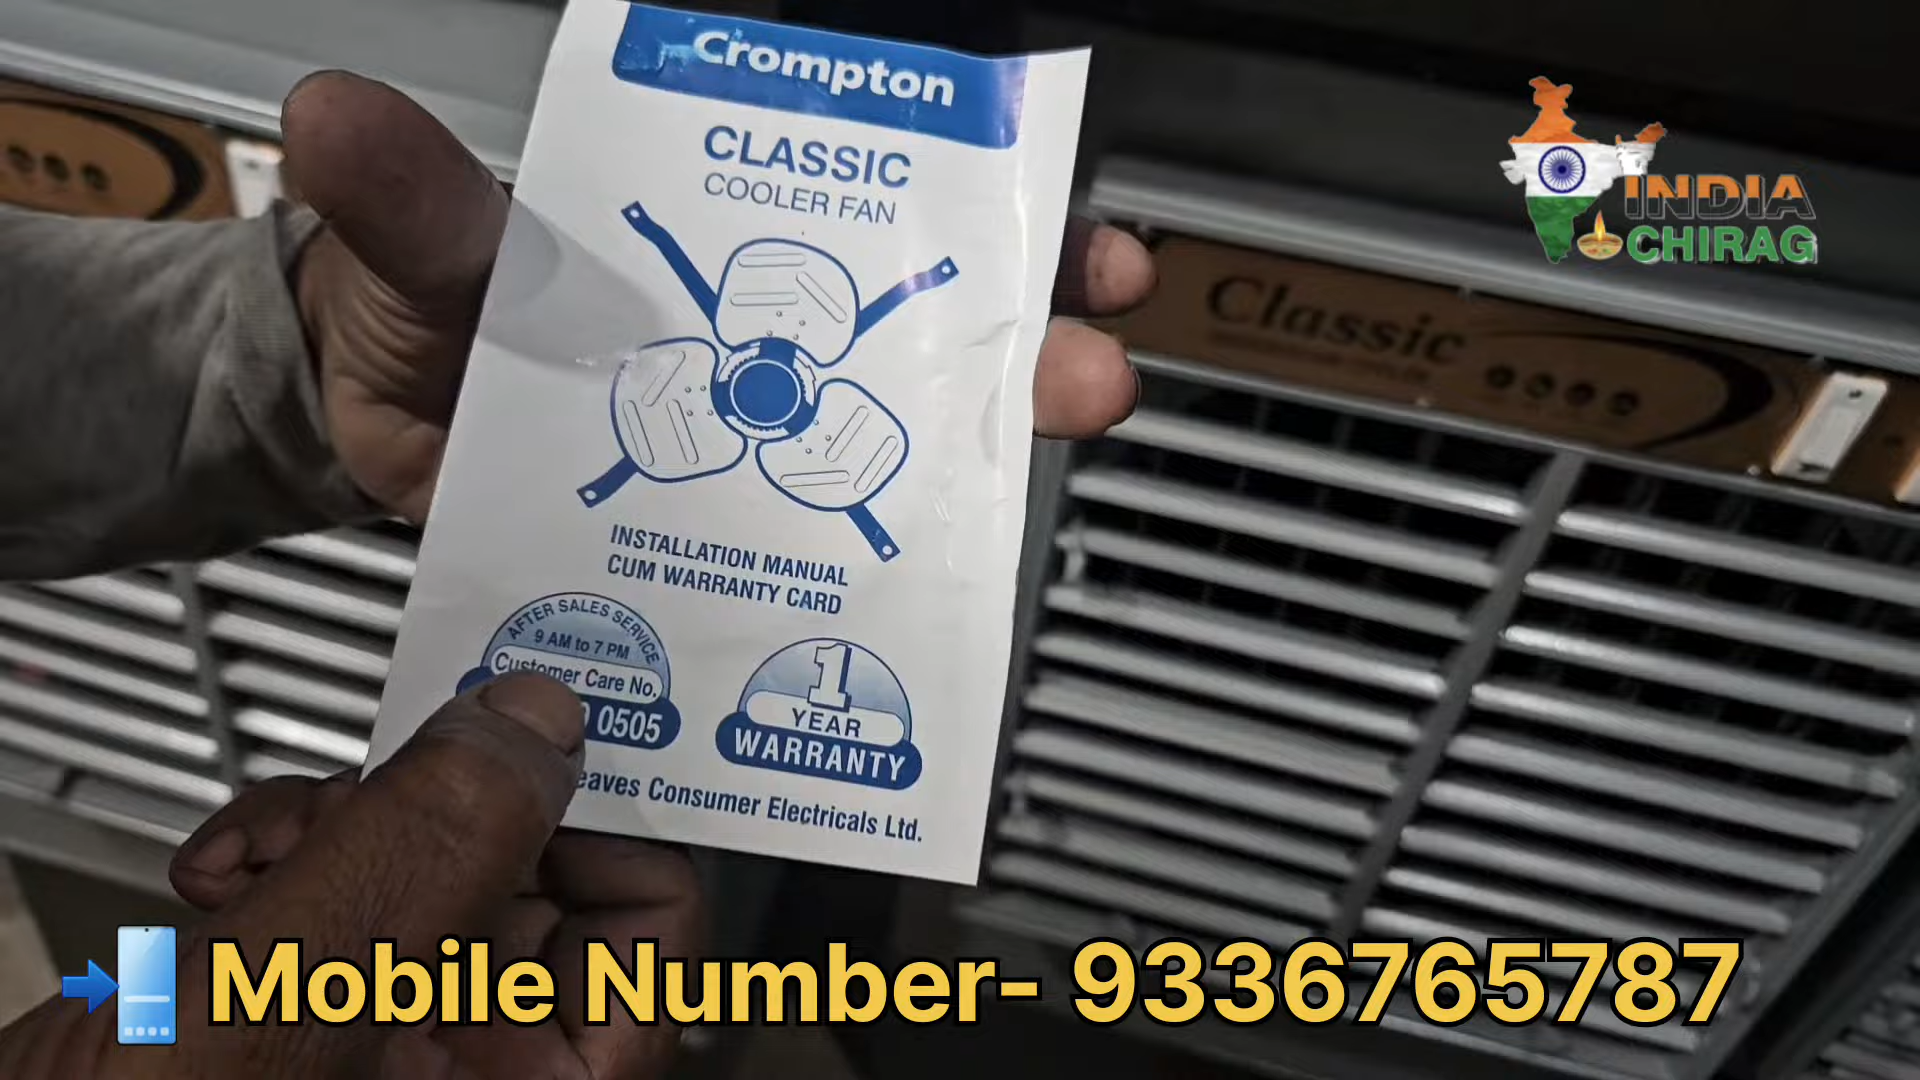 Crompton
CLASSIC
COOLER FAN
INDIA
CHIRAG
Classic
INSTALLATION MANUAL
CUM WARRANTY CARD
AFTER SALES SERVICE
9 AM to 7 PM
Customer Care No.
0505
1
YEAR
WARRANTY
Consumer Electricals Ltd.
Mobile Number- 9336765787